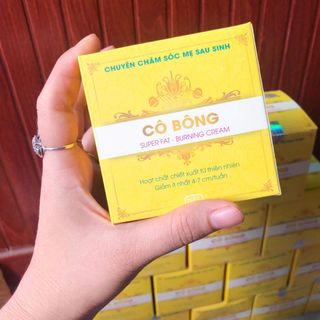 CHUYÊN CHĂM SÓC MẸ SAU SINH
CÔ BÔNG
SUPER FAT - BURNING CREAM
Hoạt chất chiết xuất từ thiên nhiên
Giảm ít nhất 4-7 cm/tuần